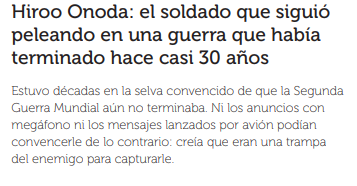 Hiroo Onoda: el soldado que siguió
peleando en una guerra que había
terminado hace casi 30 años
Estuvo décadas en la selva convencido de que la Segunda
Guerra Mundial aún no terminaba. Ni los anuncios con
megáfono ni los mensajes lanzados por avión podían
convencerle de lo contrario: creía que eran una trampa
del enemigo para capturarle.